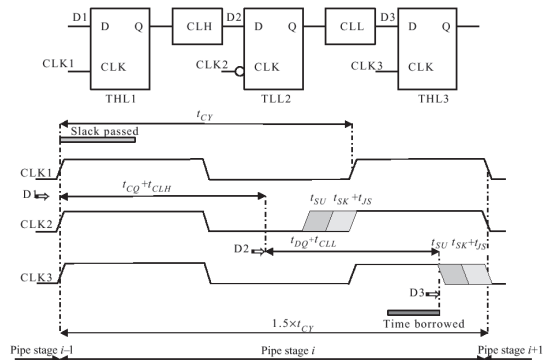 D1 D Q CLH D2 D Q CLL D3 D Q
CLK1 CLK CLK2 CLK CLK3 CLK
THL1 TLL2 THL3
t_CY
Slack passed
CLK1
D1 t_CQ+t_CLH t_SU t_SK+t_JS
CLK2
D2 t_DQ+t_CLL t_SU t_SK+t_JS
CLK3
D3
Time borrowed
1.5×t_CY
Pipe stage i–1 Pipe stage i Pipe stage i+1